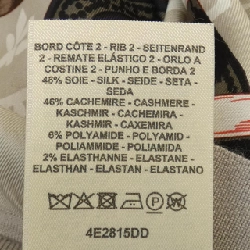 BORD CÔTE 2 - RIB 2 - SEITENRAND
2 - REMATE ELÁSTICO 2 - ORLO A
COSTINE 2 - PUNHO E BORDA 2
46% SOIE - SILK - SEIDE - SETA -
SEDA
46% CACHEMIRE - CASHMERE -
KASCHMIR - CACHEMIRA -
KASHMIR - CAXEMIRA
6% POLYAMIDE - POLYAMID -
POLIAMMIDE - POLIAMIDA
2% ELASTHANNE - ELASTANE -
ELASTHAN - ELASTAN - ELASTANO
4E2815DD